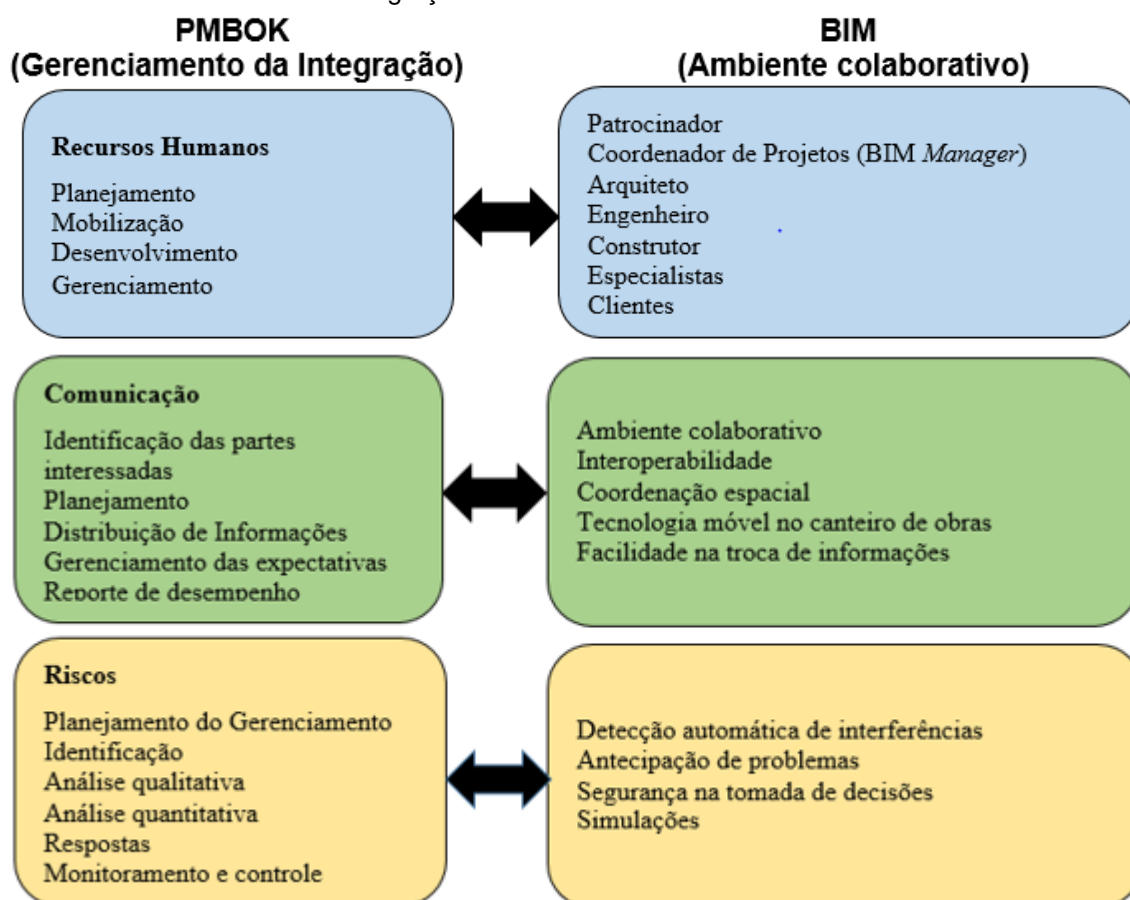 PMBOK
(Gerenciamento da Integração)
BIM
(Ambiente colaborativo)
Recursos Humanos
Planejamento
Mobilização
Desenvolvimento
Gerenciamento
Patrocinador
Coordenador de Projetos (BIM Manager)
Arquiteto
Engenheiro
Construtor
Especialistas
Clientes
Comunicação
Identificação das partes
interessadas
Planejamento
Distribuição de Informações
Gerenciamento das expectativas
Reporte de desempenho
Ambiente colaborativo
Interoperabilidade
Coordenação espacial
Tecnologia móvel no canteiro de obras
Facilidade na troca de informações
Riscos
Planejamento do Gerenciamento
Identificação
Análise qualitativa
Análise quantitativa
Respostas
Monitoramento e controle
Detecção automática de interferências
Antecipação de problemas
Segurança na tomada de decisões
Simulações